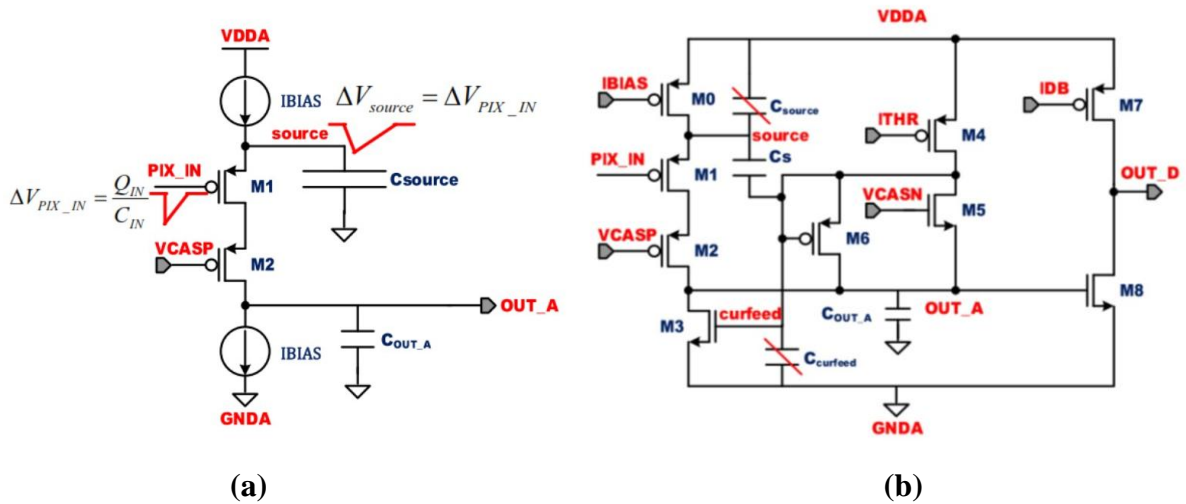 VDDA
IBIAS
ΔV_source = ΔV_PIX_IN
source
PIX_IN
ΔV_PIX_IN = Q_IN / C_IN
M1
Csource
VCASP
M2
OUT_A
C_OUT_A
IBIAS
GNDA
(a)
VDDA
IBIAS
M0
C_source
IDB
M7
source
ITHR
M4
Cs
PIX_IN
M1
OUT_D
VCASN
M5
M6
VCASP
M2
M8
curfeed
C_OUT_A
OUT_A
M3
C_curfeed
GNDA
(b)